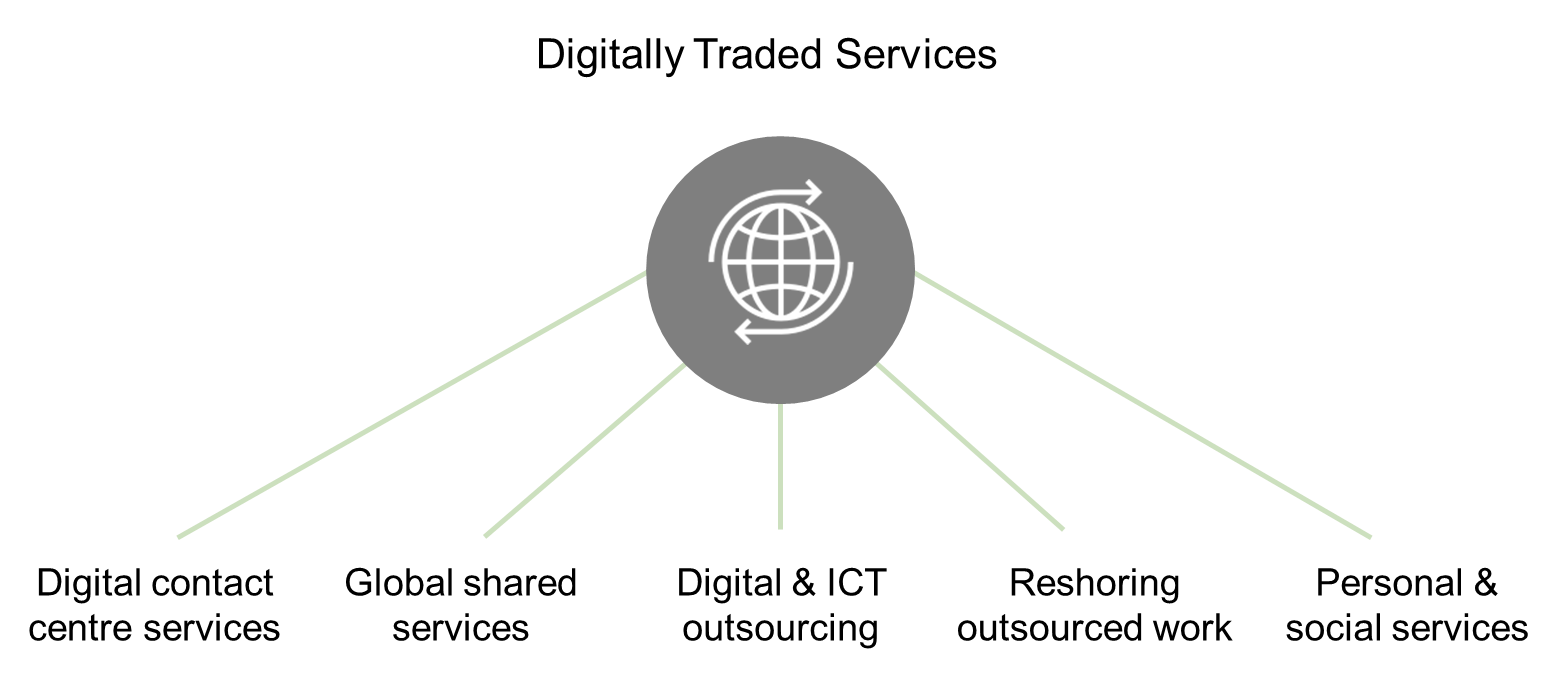 Digitally Traded Services
Digital contact
centre services
Global shared
services
Digital & ICT
outsourcing
Reshoring
outsourced work
Personal &
social services